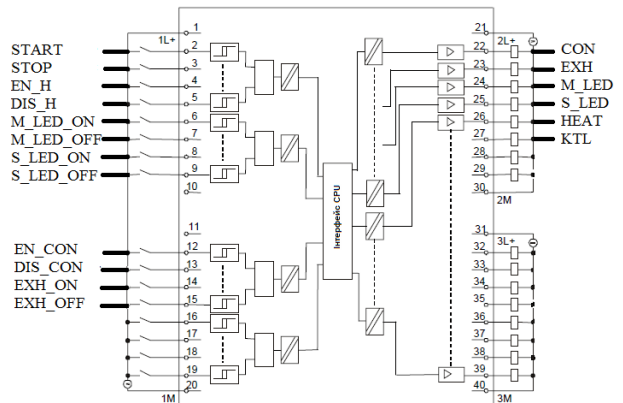 1L+ 1 21 2L+
START 2 22 CON
STOP 3 23 EXH
EN_H 4 24 M_LED
DIS_H 5 25 S_LED
M_LED_ON 6 26 HEAT
M_LED_OFF 7 27 KTL
S_LED_ON 8 28
S_LED_OFF 9 29
10 30 2M
Інтерфейс CPU
11 31 3L+
EN_CON 12 32
DIS_CON 13 33
EXH_ON 14 34
EXH_OFF 15 35
16 36
17 37
18 38
19 39
1M 20 40 3M